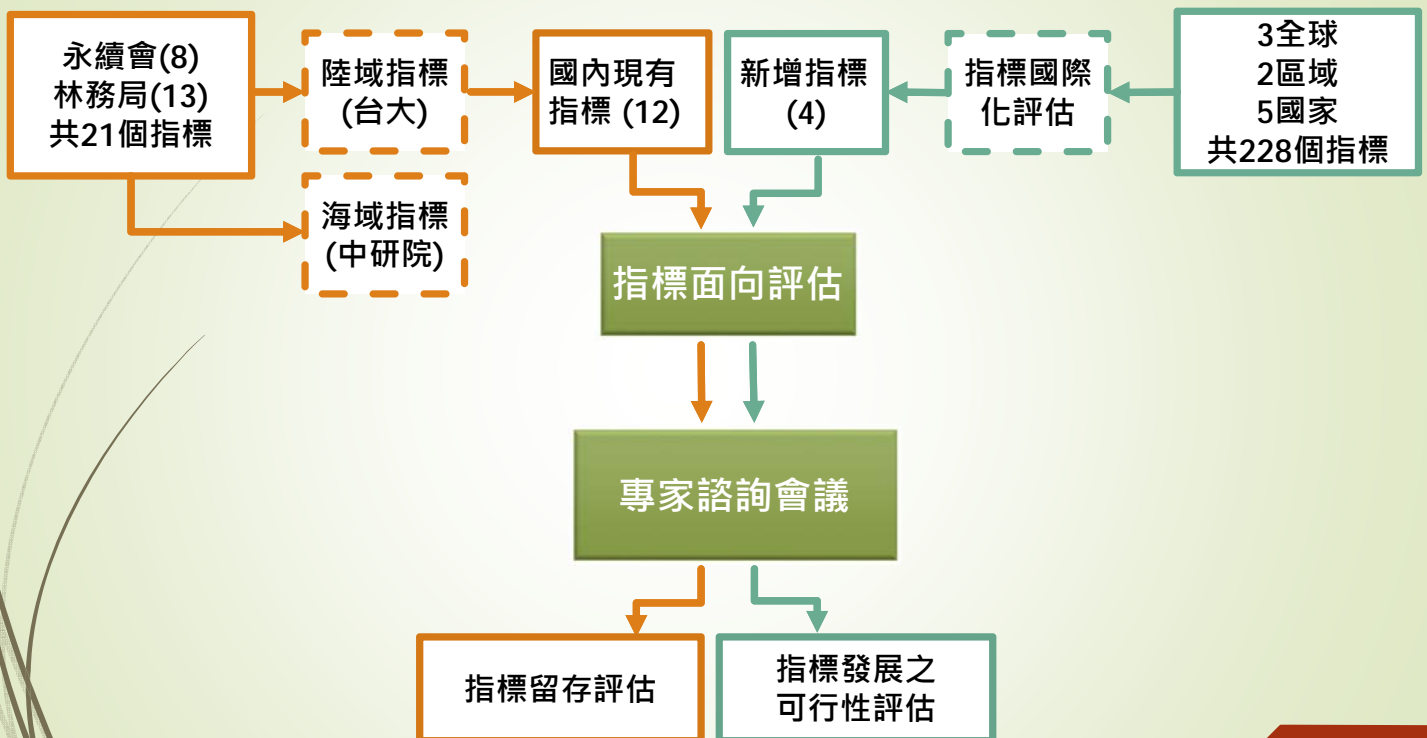 永續會(8)
林務局(13)
共21個指標
陸域指標
(台大)
海域指標
(中研院)
國內現有
指標 (12)
新增指標
(4)
指標國際
化評估
3全球
2區域
5國家
共228個指標
指標面向評估
專家諮詢會議
指標留存評估
指標發展之
可行性評估